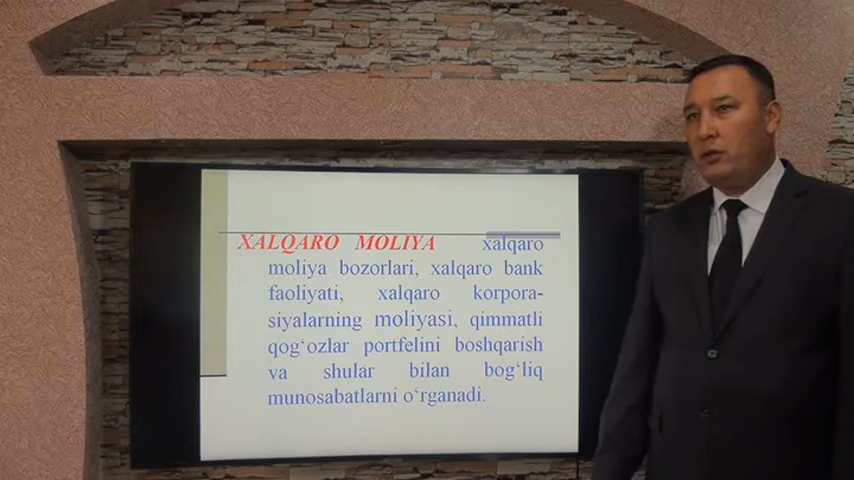 XALQARO MOLIYA xalqaro
moliya bozorlari, xalqaro bank
faoliyati, xalqaro korpora-
siyalarning moliyasi, qimmatli
qog‘ozlar portfelini boshqarish
va shular bilan bog‘liq
munosabatlarni o‘rganadi.